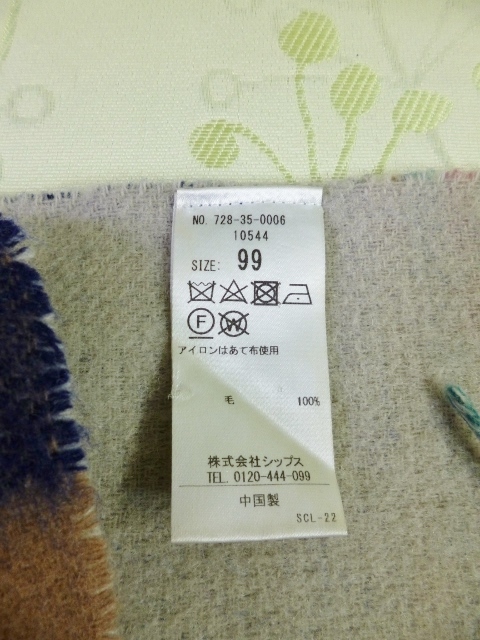 NO. 728-35-0006
10544
SIZE: 99
F
W
アイロンはあて布使用
毛 100%
株式会社シップス
TEL. 0120-444-099
中国製
SCL-22